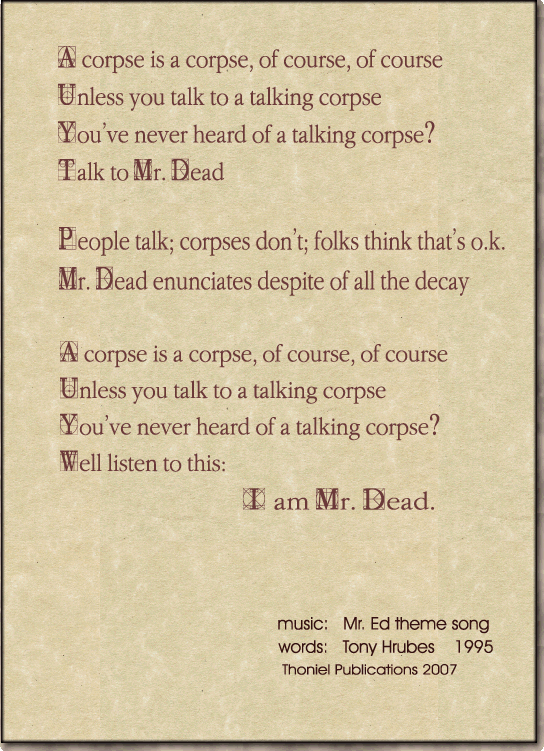 A corpse is a corpse, of course, of course
Unless you talk to a talking corpse
You've never heard of a talking corpse?
Talk to Mr. Dead
People talk; corpses don't; folks think that's o.k.
Mr. Dead enunciates despite of all the decay
A corpse is a corpse, of course, of course
Unless you talk to a talking corpse
You've never heard of a talking corpse?
Well listen to this:
I am Mr. Dead.
music: Mr. Ed theme song
words: Tony Hrubes 1995
Thoniel Publications 2007